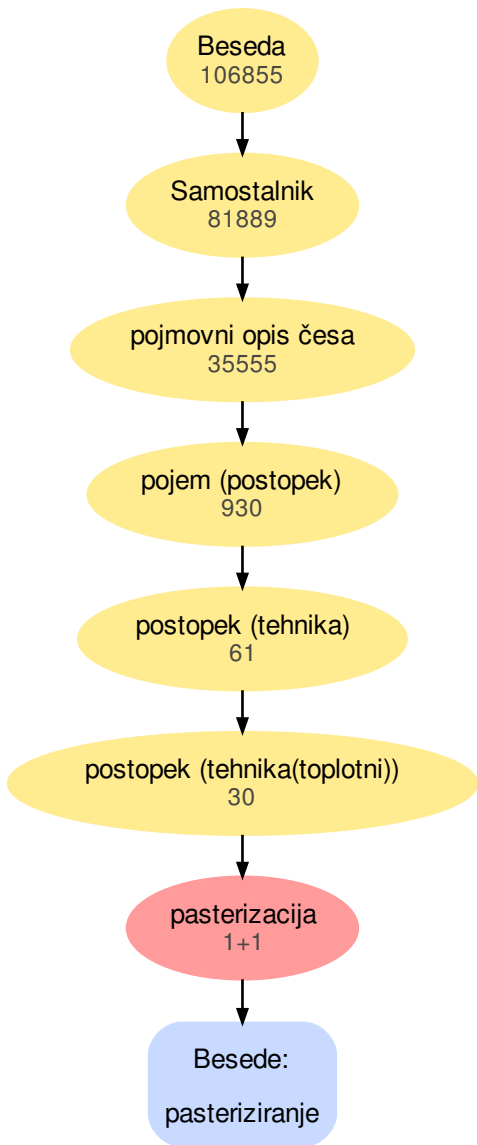 Beseda
106855
Samostalnik
81889
pojmovni opis česa
35555
pojem (postopek)
930
postopek (tehnika)
61
postopek (tehnika(toplotni))
30
pasterizacija
1+1
Besede:
pasteriziranje